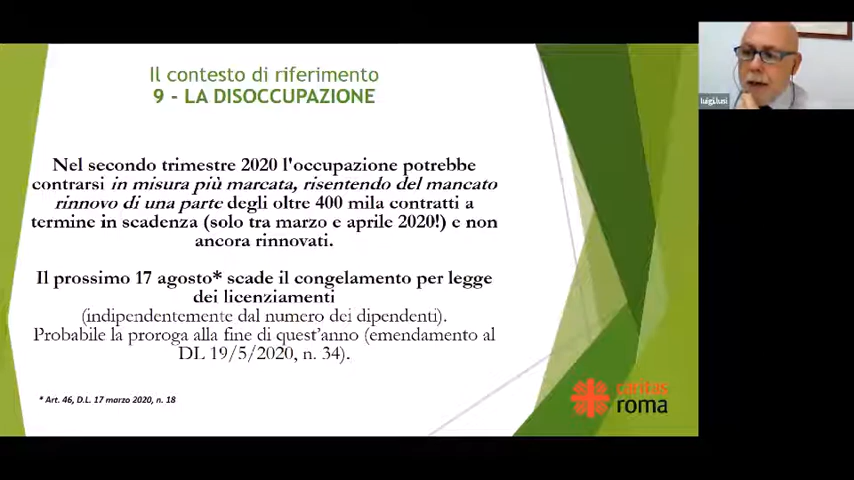 Il contesto di riferimento
9 - LA DISOCCUPAZIONE
Nel secondo trimestre 2020 l'occupazione potrebbe
contrarsi in misura più marcata, risentendo del mancato
rinnovo di una parte degli oltre 400 mila contratti a
termine in scadenza (solo tra marzo e aprile 2020!) e non
ancora rinnovati.
Il prossimo 17 agosto* scade il congelamento per legge
dei licenziamenti
(indipendentemente dal numero dei dipendenti).
Probabile la proroga alla fine di quest'anno (emendamento al
DL 19/5/2020, n. 34).
* Art. 46, D.L. 17 marzo 2020, n. 18
caritas
roma
luigi.lusi